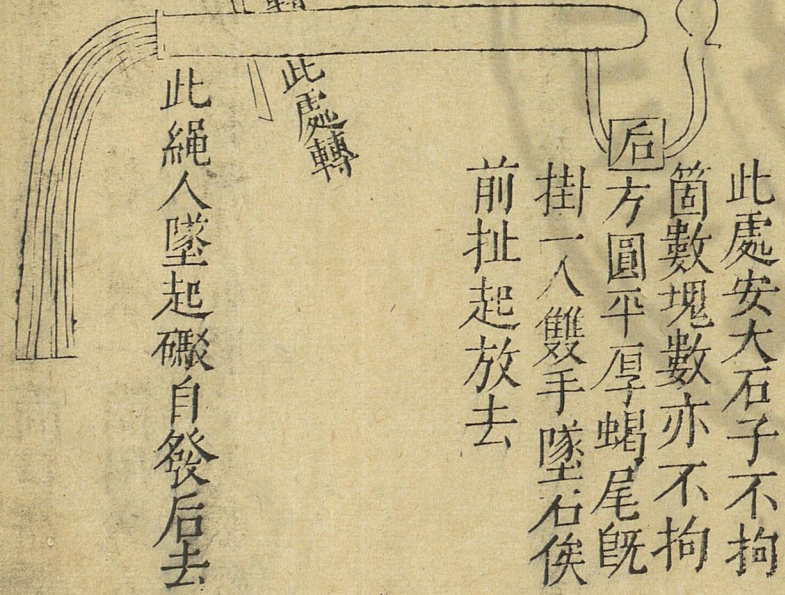 此處安大石子不拘
箇數塊數亦不拘
后
方圓平厚蝎尾既
掛一人雙手墜石俟
前扯起放去
此處轉
轉
此繩人墜起礮自發后去